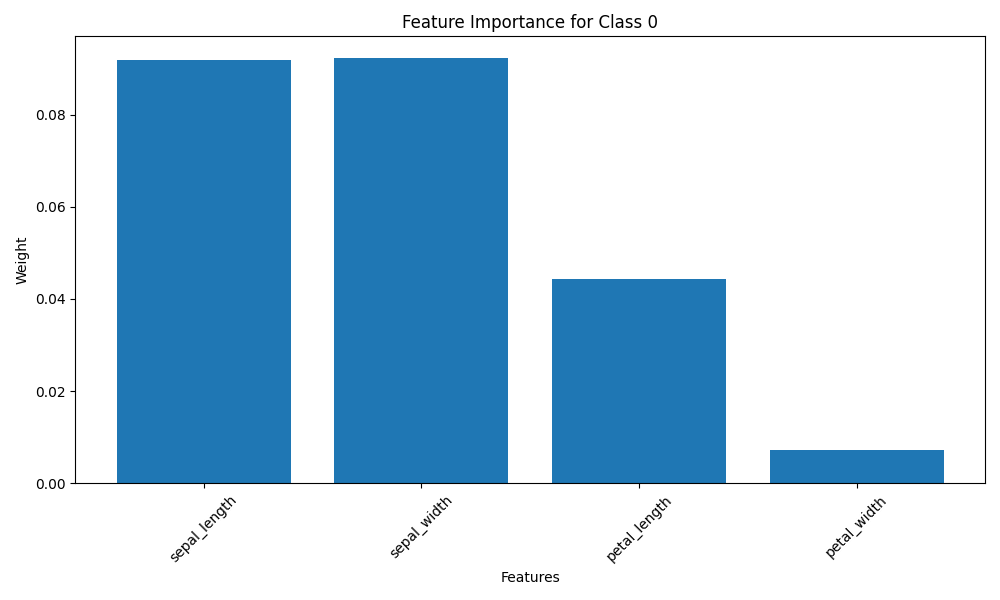 Feature Importance for Class 0
Weight
0.08
0.06
0.04
0.02
0.00
sepal_length
sepal_width
petal_length
petal_width
Features